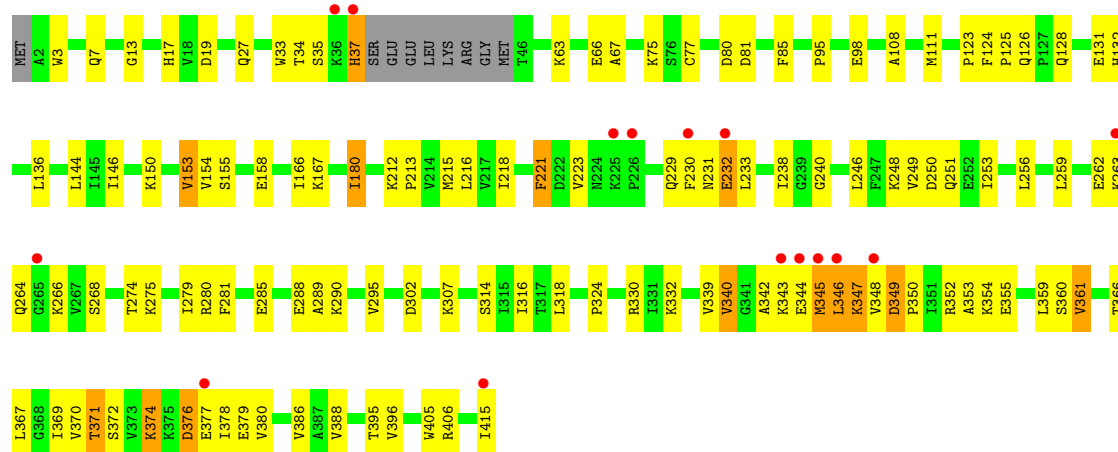 MET A2 W3 Q7 G13 H17 V18 D19 Q27 W33 T34 S35 K36 H37 SER GLU GLU LEU LYS ARG GLY MET T46 K63 E66 A67 K75 S76 C77 D80 D81 F85 P95 E98 A108 M111 P123 F124 P125 Q126 P127 Q128 E131 H132
L136 L144 I145 I146 K150 V153 V154 S155 E158 I166 K167 I180 K212 P213 V214 M215 L216 V217 I218 F221 D222 V223 N224 K225 P226 Q229 F230 N231 E232 L233 I238 G239 G240 L246 F247 K248 V249 D250 Q251 E252 I253 L256 L259 E262 K263
Q264 G265 K266 V267 S268 T274 K275 I279 R280 F281 E285 E288 A289 K290 V295 D302 K307 S314 I315 I316 T317 L318 P324 R330 I331 K332 V339 V340 G341 A342 K343 E344 M345 L346 K347 V348 D349 P350 I351 R352 A353 K354 E355 L359 S360 V361 T366
L367 G368 I369 V370 T371 S372 V373 K374 K375 D376 E377 I378 E379 V380 V386 A387 V388 T395 V396 W405 R406 I415